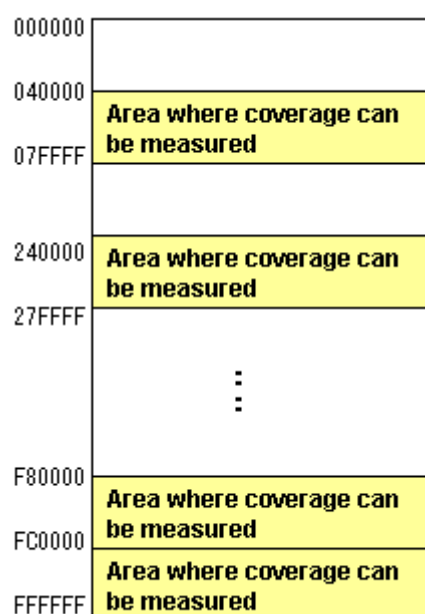 000000
040000
Area where coverage can
be measured
07FFFF
240000
Area where coverage can
be measured
27FFFF
F80000
Area where coverage can
be measured
FC0000
Area where coverage can
be measured
FFFFFF